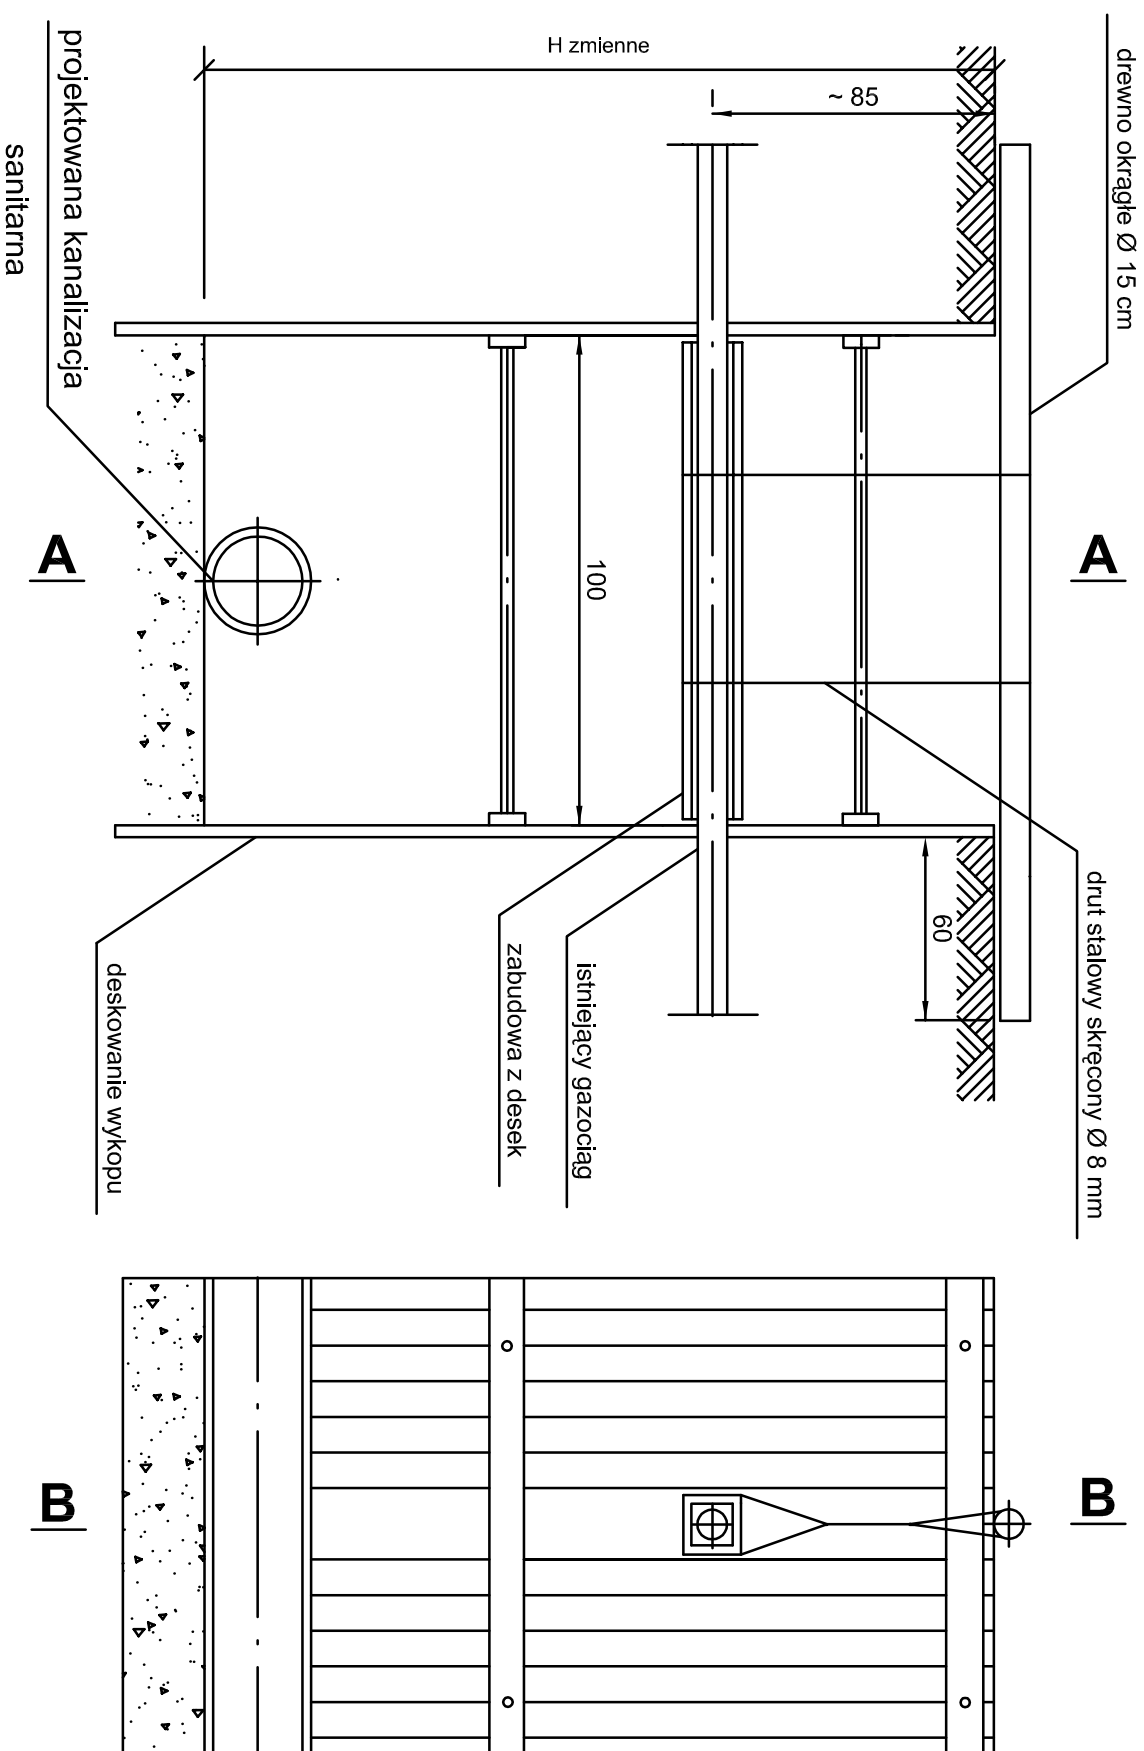 drewno okrągłe Ø 15 cm
H zmienne
~ 85
projektowana kanalizacja
sanitarna
A
A
100
60
drut stalowy skręcony Ø 8 mm
istniejący gazociąg
zabudowa z desek
deskowanie wykopu
B
B